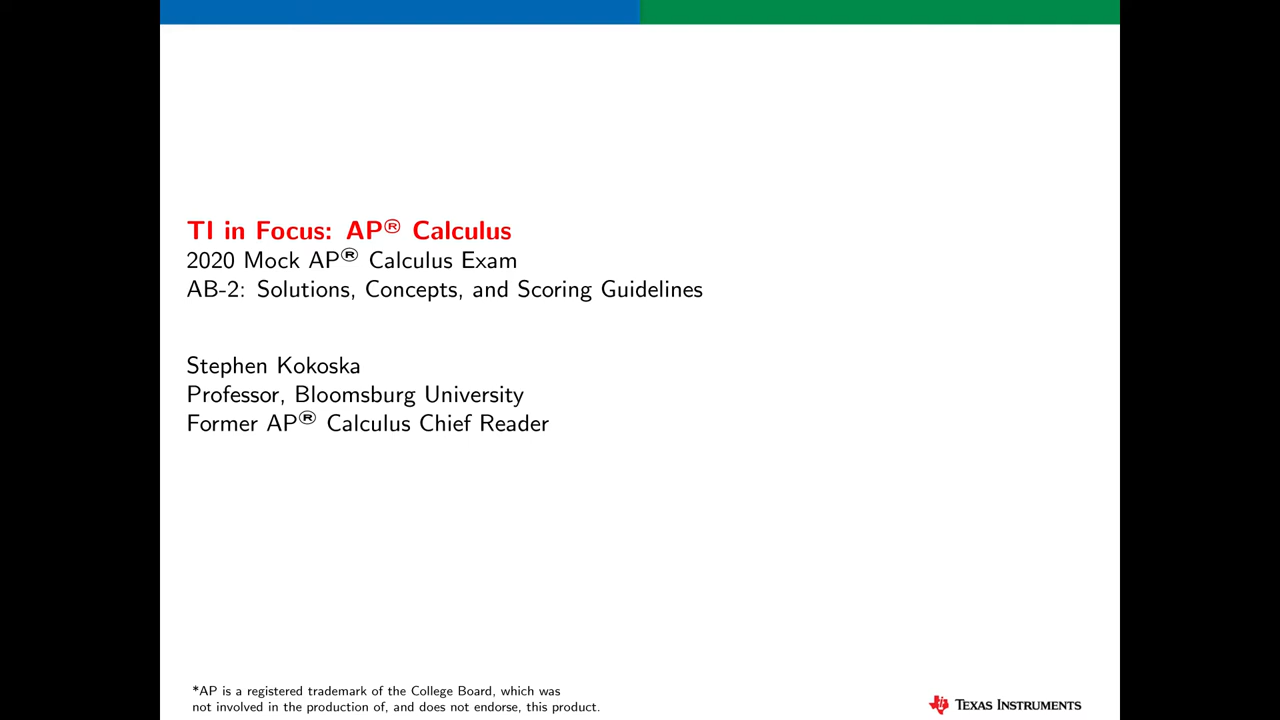 TI in Focus: AP® Calculus
2020 Mock AP® Calculus Exam
AB-2: Solutions, Concepts, and Scoring Guidelines
Stephen Kokoska
Professor, Bloomsburg University
Former AP® Calculus Chief Reader
*AP is a registered trademark of the College Board, which was
not involved in the production of, and does not endorse, this product.
TEXAS INSTRUMENTS